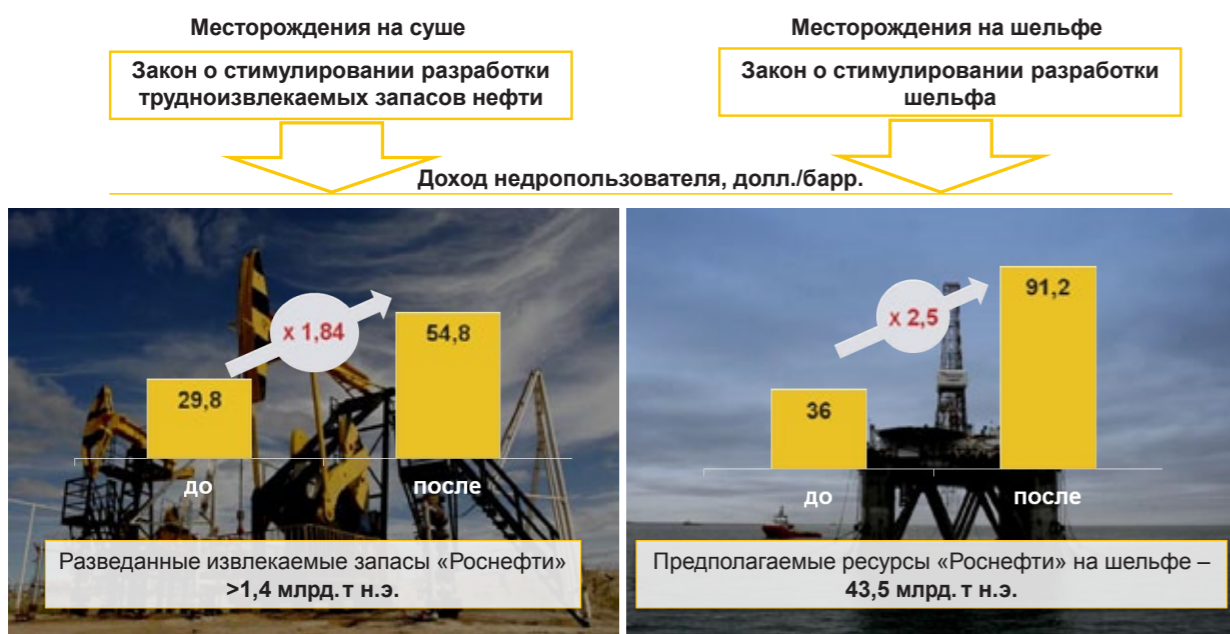 Месторождения на суше
Закон о стимулировании разработки
трудноизвлекаемых запасов нефти
Месторождения на шельфе
Закон о стимулировании разработки
шельфа
Доход недропользователя, долл./барр.
x 1,84
54,8
29,8
до
после
Разведанные извлекаемые запасы «Роснефти»
>1,4 млрд. т н.э.
x 2,5
91,2
36
до
после
Предполагаемые ресурсы «Роснефти» на шельфе –
43,5 млрд. т н.э.